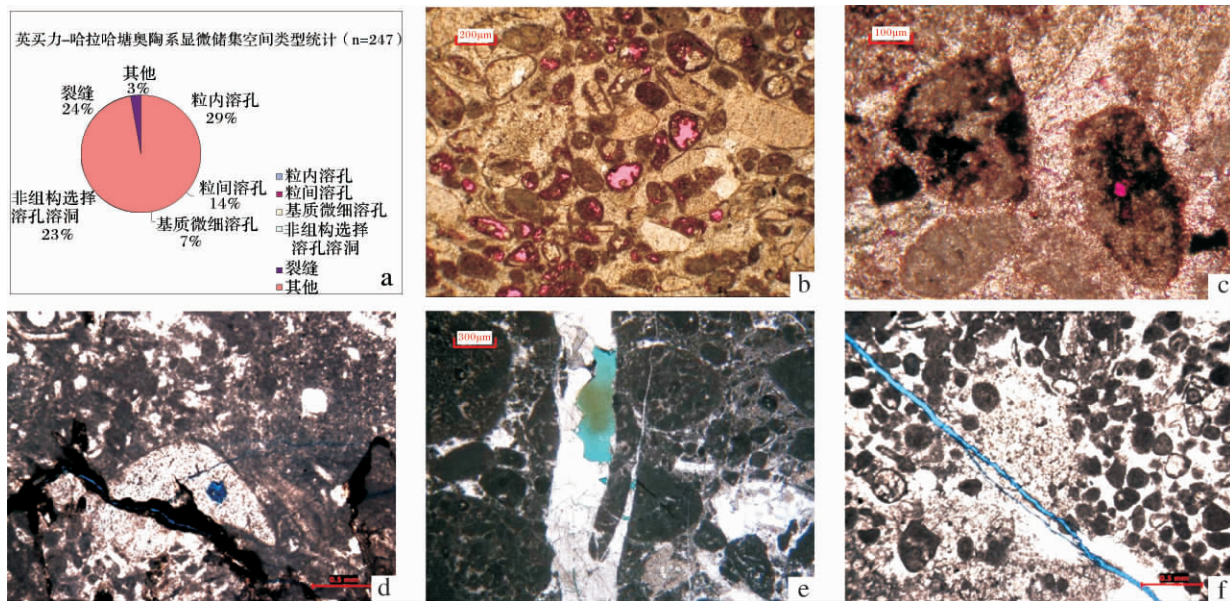 英买力–哈拉哈塘奥陶系显微储集空间类型统计（n=247）
其他
3%
裂缝
24%
粒内溶孔
29%
粒间溶孔
14%
基质微细溶孔
7%
非组构选择
溶孔溶洞
23%
粒内溶孔
粒间溶孔
基质微细溶孔
非组构选择
溶孔溶洞
裂缝
其他
a
200μm
b
100μm
c
0.5 mm
d
300μm
e
0.5 mm
f